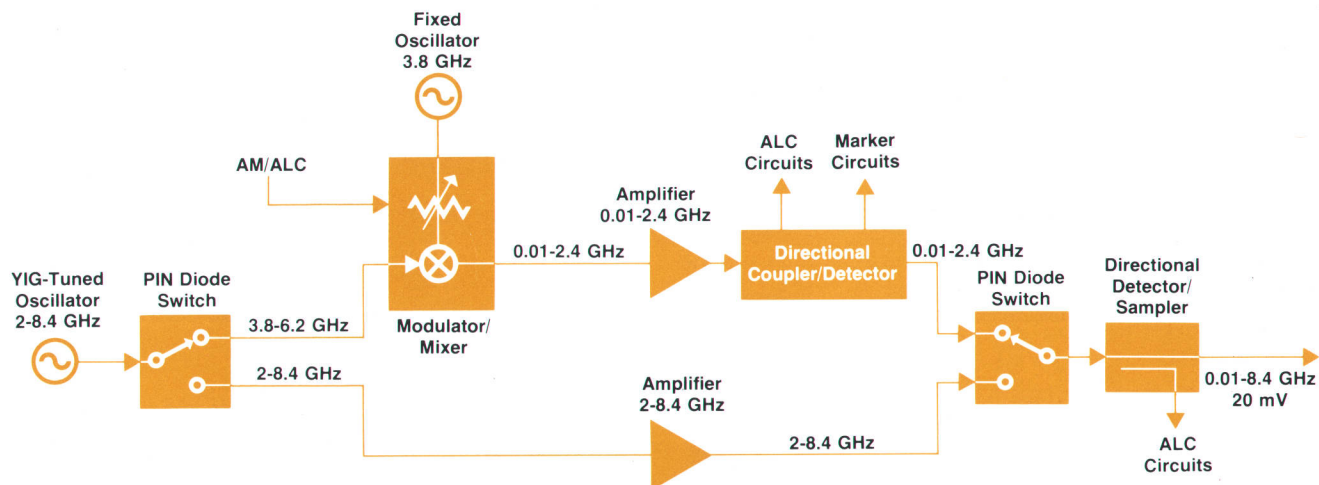 Fixed
Oscillator
3.8 GHz
AM/ALC
ALC
Circuits
Marker
Circuits
Amplifier
0.01-2.4 GHz
0.01-2.4 GHz
Directional
Coupler/Detector
0.01-2.4 GHz
YIG-Tuned
Oscillator
2-8.4 GHz
PIN Diode
Switch
3.8-6.2 GHz
Modulator/
Mixer
PIN Diode
Switch
Directional
Detector/
Sampler
2-8.4 GHz
Amplifier
2-8.4 GHz
2-8.4 GHz
0.01-8.4 GHz
20 mV
ALC
Circuits